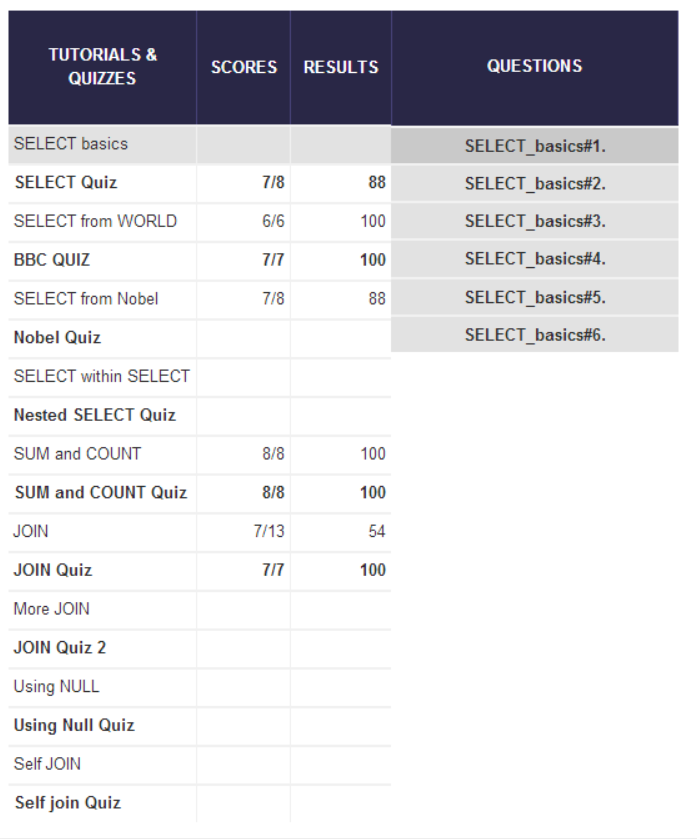 TUTORIALS &
QUIZZES
SCORES RESULTS QUESTIONS
SELECT basics SELECT_basics#1.
SELECT Quiz 7/8 88 SELECT_basics#2.
SELECT from WORLD 6/6 100 SELECT_basics#3.
BBC QUIZ 7/7 100 SELECT_basics#4.
SELECT from Nobel 7/8 88 SELECT_basics#5.
Nobel Quiz SELECT_basics#6.
SELECT within SELECT
Nested SELECT Quiz
SUM and COUNT 8/8 100
SUM and COUNT Quiz 8/8 100
JOIN 7/13 54
JOIN Quiz 7/7 100
More JOIN
JOIN Quiz 2
Using NULL
Using Null Quiz
Self JOIN
Self join Quiz